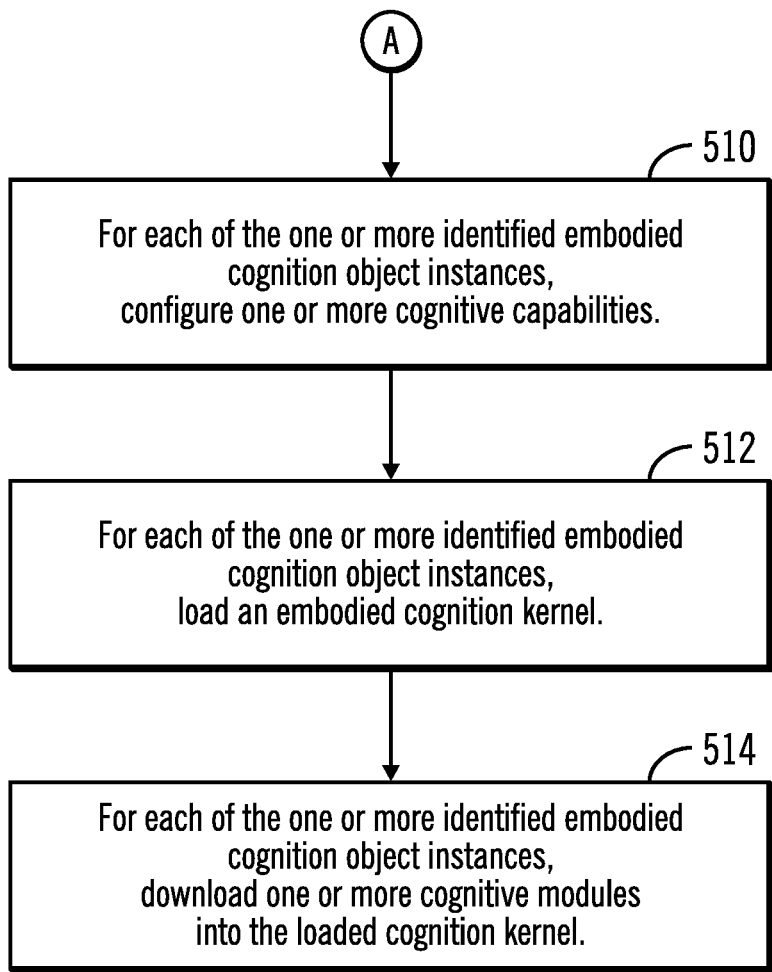 A
510
For each of the one or more identified embodied
cognition object instances,
configure one or more cognitive capabilities.
512
For each of the one or more identified embodied
cognition object instances,
load an embodied cognition kernel.
514
For each of the one or more identified embodied
cognition object instances,
download one or more cognitive modules
into the loaded cognition kernel.